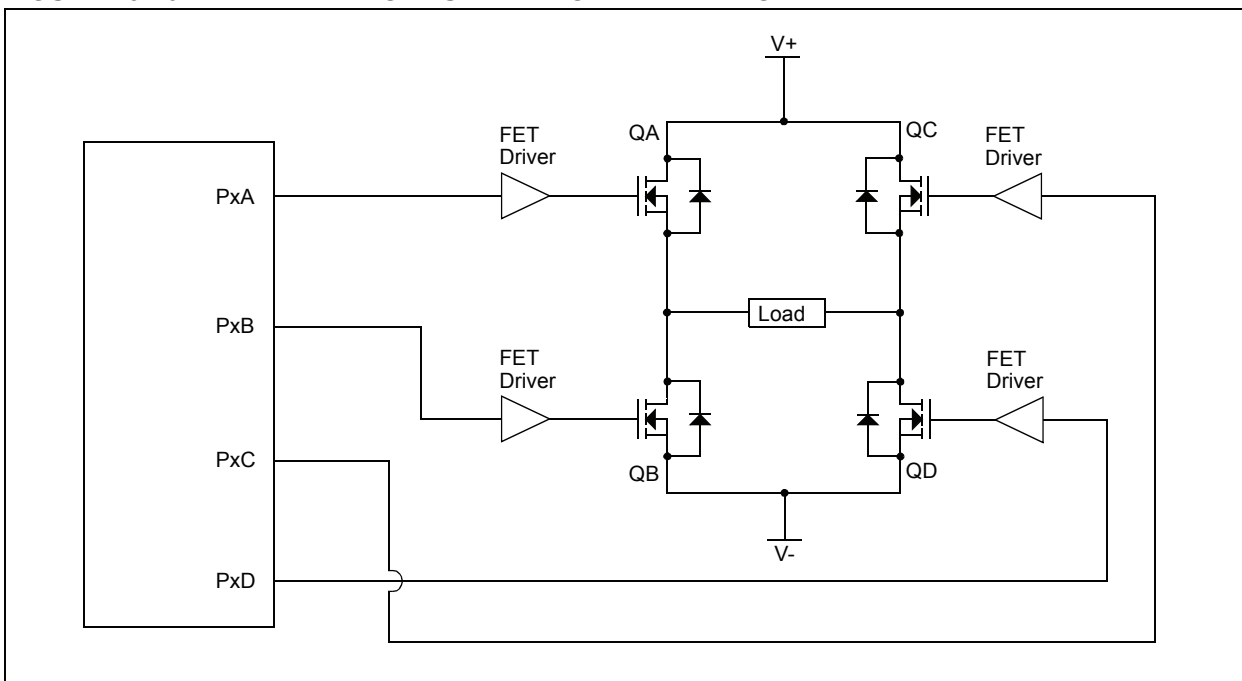 V+
QA
QC
FET
Driver
FET
Driver
PxA
PxB
Load
FET
Driver
FET
Driver
PxC
QB
QD
V-
PxD